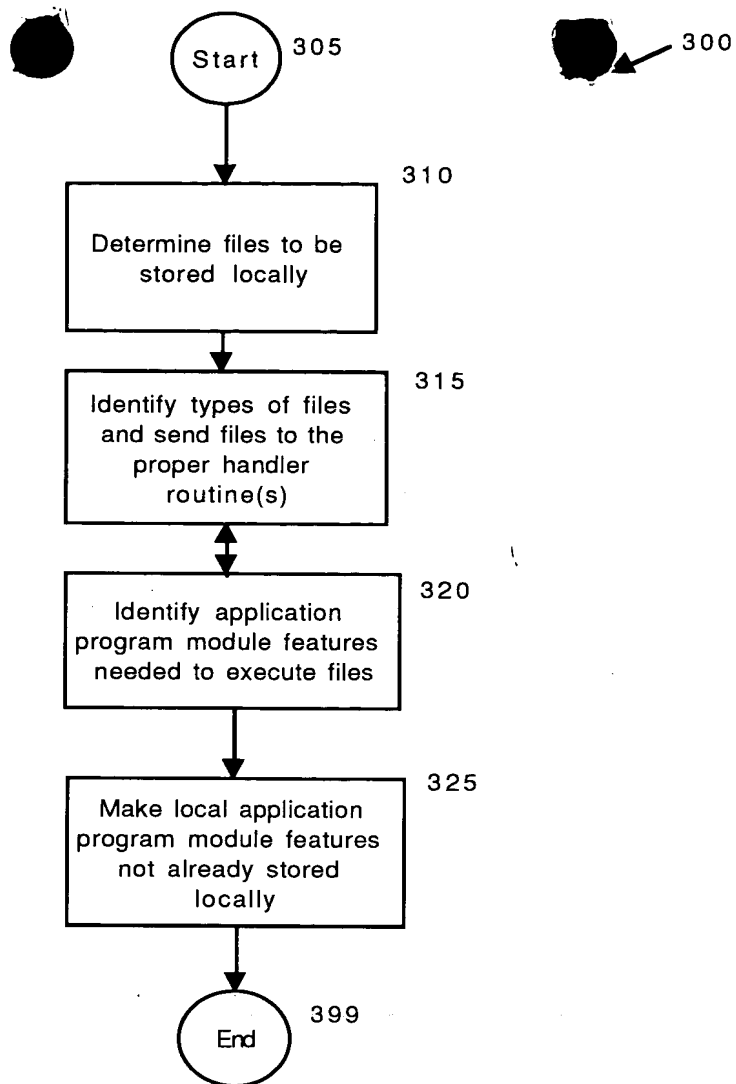 Start 305
300
310
Determine files to be
stored locally
315
Identify types of files
and send files to the
proper handler
routine(s)
320
Identify application
program module features
needed to execute files
325
Make local application
program module features
not already stored
locally
399
End